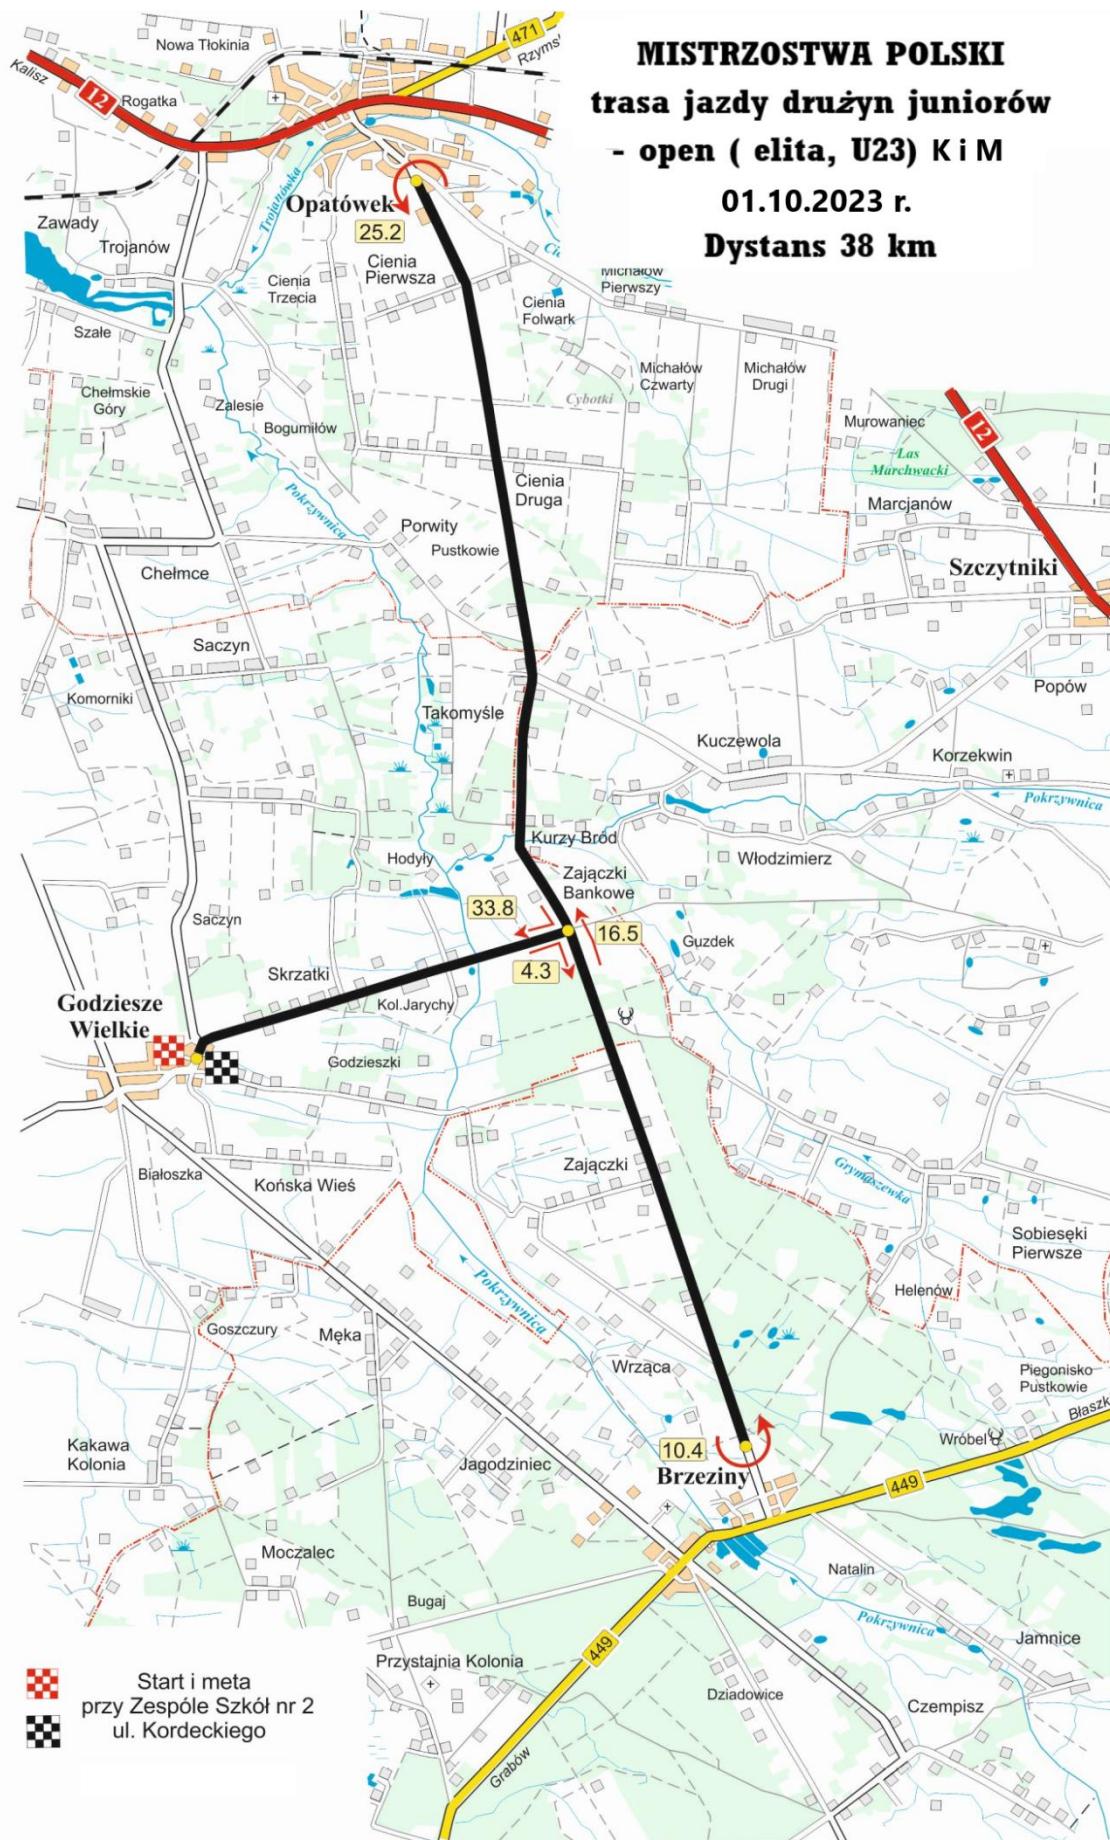 MISTRZOSTWA POLSKI
trasa jazdy drużyn juniorów
- open ( elita, U23) K i M
01.10.2023 r.
Dystans 38 km
Nowa Tłokinia
471
Kalisz
12
Rogatka
Zawady
Trojanów
Trojanówka
Opatówek
25.2
Cienia
Pierwsza
Cienia
Trzecia
Michałów
Pierwszy
Cienia
Folwark
Szałe
Michałów
Czwarty
Michałów
Drugi
Chełmskie
Góry
Zalesie
Cybotki
Bogumiłów
Murowaniec
12
Las
Marchwacki
Cienia
Druga
Pokrzywnica
Marcjanów
Porwity
Pustkowie
Chełmce
Szczytniki
Saczyn
Komorniki
Takomyśle
Popów
Kuczewola
Korzekwin
Pokrzywnica
Kurzy Bród
Hodyły
Włodzimierz
Zajączki
Bankowe
33.8
16.5
Saczyn
Guzdek
Skrzatki
4.3
Kol.Jarychy
Godziesze
Wielkie
Godzieszki
Zajączki
Grymaszewka
Białoszka
Końska Wieś
Sobiesęki
Pierwsze
Pokrzywnica
Helenów
Goszczury
Męka
Wrząca
Pięgonisko
Pustkowie
Błaszk
Wróbel
Kakawa
Kolonia
10.4
Jagodziniec
Brzeziny
449
Moczalec
Natalin
Bugaj
Pokrzywnica
Jamnice
449
Przystajnia Kolonia
Dziadowice
Czempisz
Grabów
Start i meta
przy Zespóle Szkół nr 2
ul. Kordeckiego